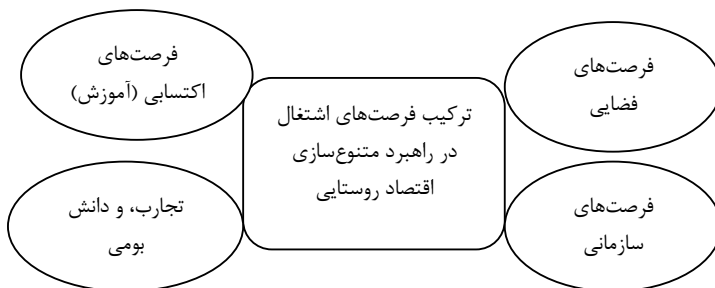 فرصت‌های
فضایی
فرصت‌های
اکتسابی (آموزش)
ترکیب فرصت‌های اشتغال
در راهبرد متنوع‌سازی
اقتصاد روستایی
فرصت‌های
سازمانی
تجارب، و دانش
بومی